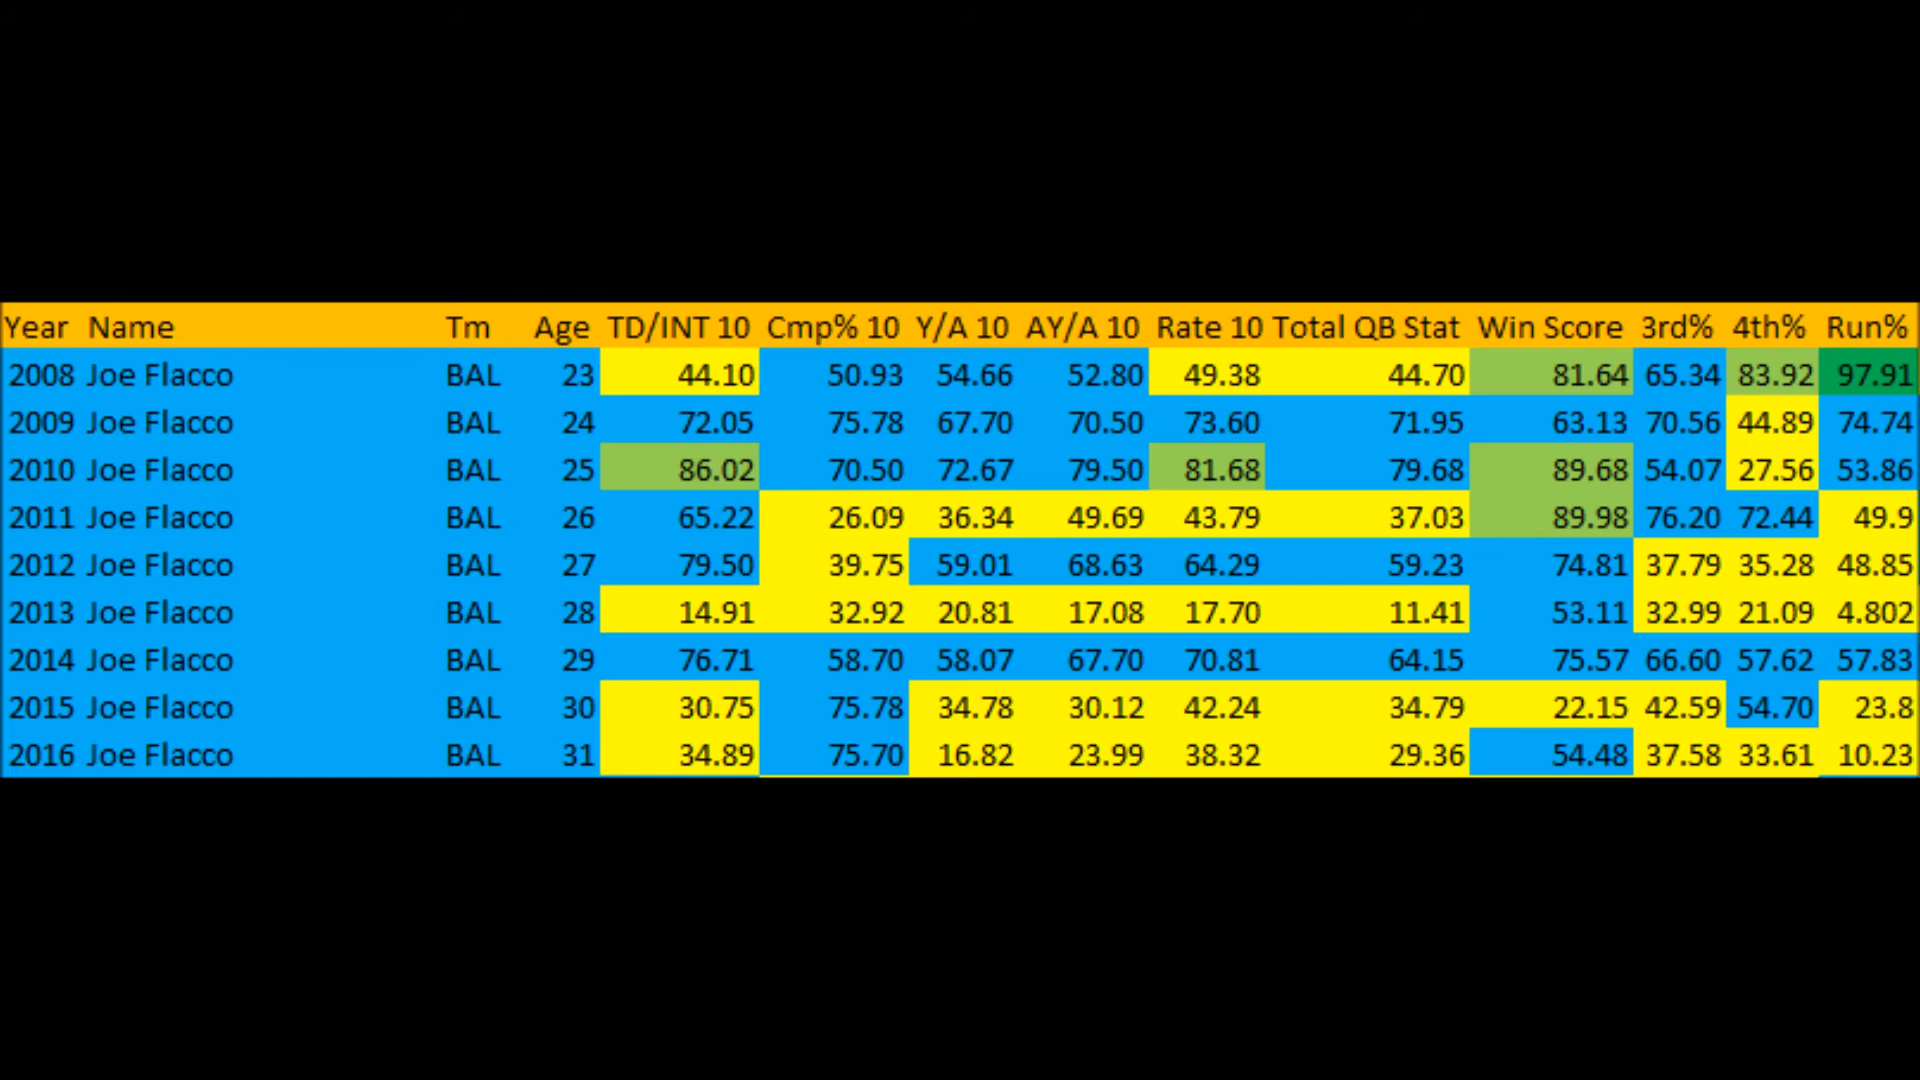 Year Name Tm Age TD/INT 10 Cmp% 10 Y/A 10 AY/A 10 Rate 10 Total QB Stat Win Score 3rd% 4th% Run%
2008 Joe Flacco BAL 23 44.10 50.93 54.66 52.80 49.38 44.70 81.64 65.34 83.92 97.91
2009 Joe Flacco BAL 24 72.05 75.78 67.70 70.50 73.60 71.95 63.13 70.56 44.89 74.74
2010 Joe Flacco BAL 25 86.02 70.50 72.67 79.50 81.68 79.68 89.68 54.07 27.56 53.86
2011 Joe Flacco BAL 26 65.22 26.09 36.34 49.69 43.79 37.03 89.98 76.20 72.44 49.9
2012 Joe Flacco BAL 27 79.50 39.75 59.01 68.63 64.29 59.23 74.81 37.79 35.28 48.85
2013 Joe Flacco BAL 28 14.91 32.92 20.81 17.08 17.70 11.41 53.11 32.99 21.09 4.802
2014 Joe Flacco BAL 29 76.71 58.70 58.07 67.70 70.81 64.15 75.57 66.60 57.62 57.83
2015 Joe Flacco BAL 30 30.75 75.78 34.78 30.12 42.24 34.79 22.15 42.59 54.70 23.8
2016 Joe Flacco BAL 31 34.89 75.70 16.82 23.99 38.32 29.36 54.48 37.58 33.61 10.23